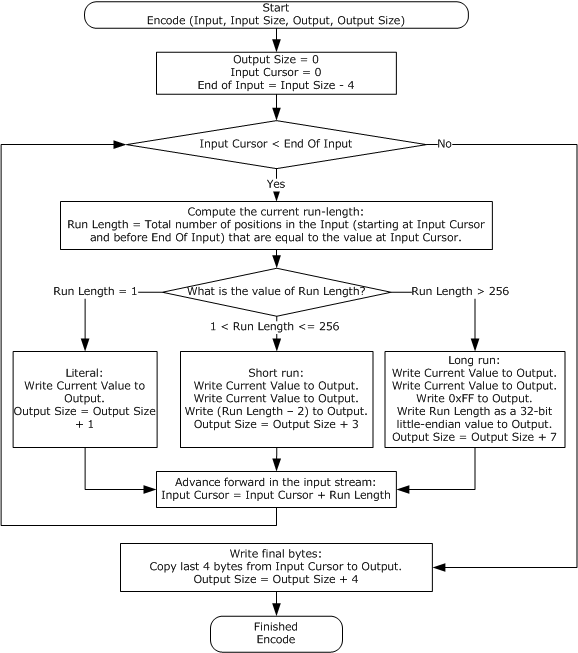 Start
Encode (Input, Input Size, Output, Output Size)
Output Size = 0
Input Cursor = 0
End of Input = Input Size - 4
Input Cursor < End Of Input
No
Yes
Compute the current run-length:
Run Length = Total number of positions in the Input (starting at Input Cursor
and before End Of Input) that are equal to the value at Input Cursor.
Run Length = 1
What is the value of Run Length?
Run Length > 256
1 < Run Length <= 256
Literal:
Write Current Value to
Output.
Output Size = Output Size
+ 1
Short run:
Write Current Value to Output.
Write Current Value to Output.
Write (Run Length – 2) to Output.
Output Size = Output Size + 3
Long run:
Write Current Value to Output.
Write Current Value to Output.
Write 0xFF to Output.
Write Run Length as a 32-bit
little-endian value to Output.
Output Size = Output Size + 7
Advance forward in the input stream:
Input Cursor = Input Cursor + Run Length
Write final bytes:
Copy last 4 bytes from Input Cursor to Output.
Output Size = Output Size + 4
Finished
Encode